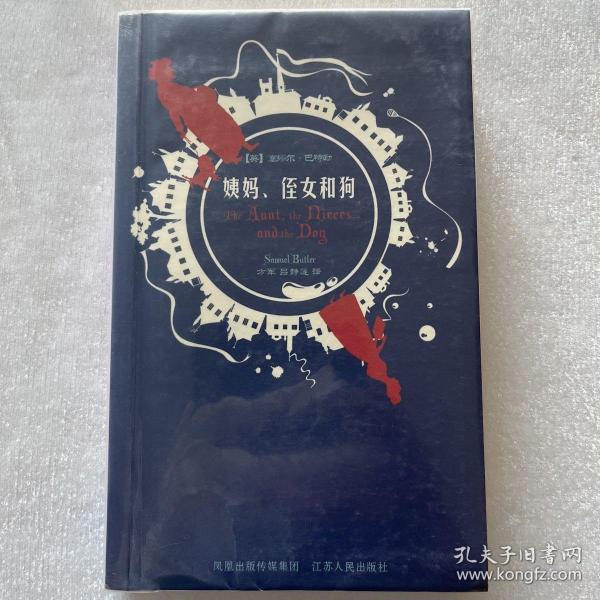 【英】塞缪尔·巴特勒
姨妈、侄女和狗
The Aunt, the Nieces
and the Dog
Samuel Butler
方军 吕静莲 译
凤凰出版传媒集团 江苏人民出版社
孔夫子旧书网
www.kongfz.com